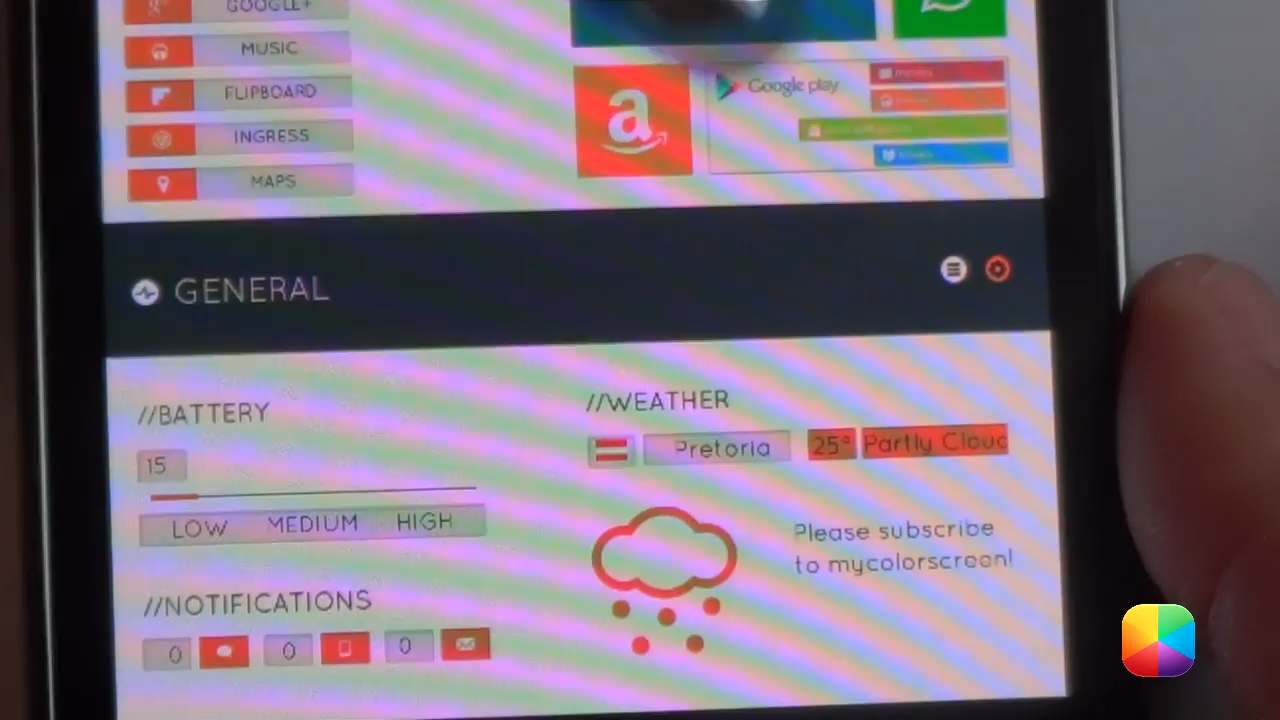 GOOGLE+
MUSIC
FLIPBOARD
INGRESS
MAPS
a
Google play
GENERAL
//BATTERY
15
LOW MEDIUM HIGH
//NOTIFICATIONS
0 0 0
//WEATHER
Pretoria 25° Partly Cloud
Please subscribe
to mycolorscreen!